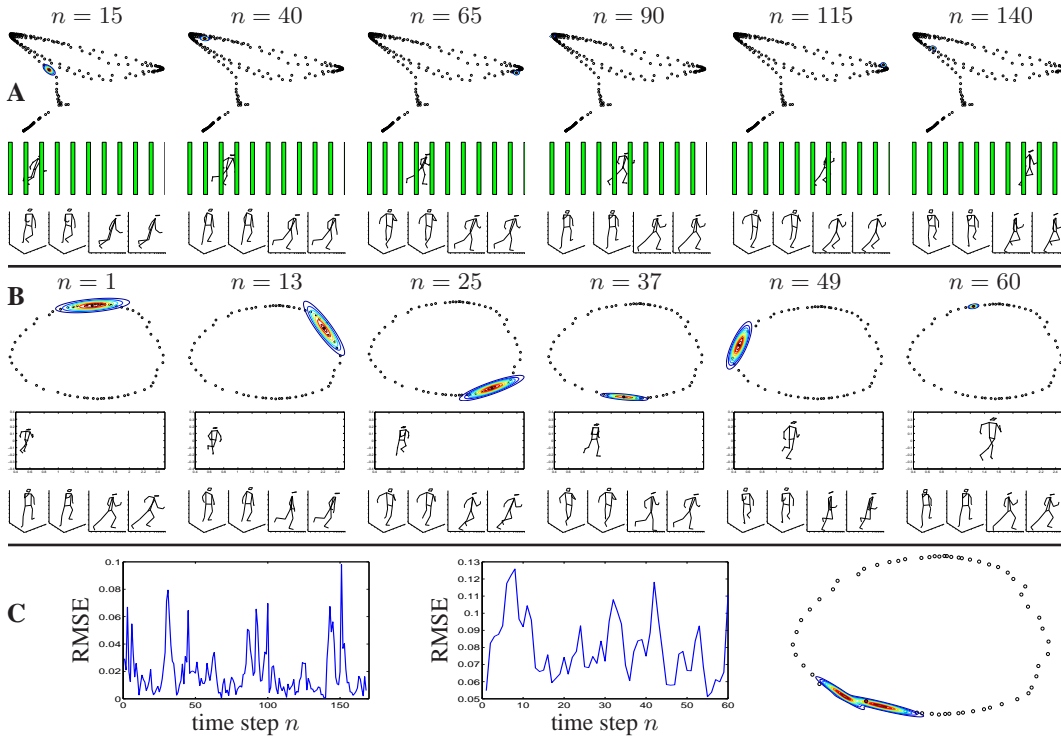 n = 15 n = 40 n = 65 n = 90 n = 115 n = 140
A
B
n = 1 n = 13 n = 25 n = 37 n = 49 n = 60
C
0.1
0.08
0.06
0.04
0.02
0 50 100 150
RMSE
time step n
0.13
0.12
0.11
0.1
0.09
0.08
0.07
0.06
0.05
0 10 20 30 40 50 60
RMSE
time step n